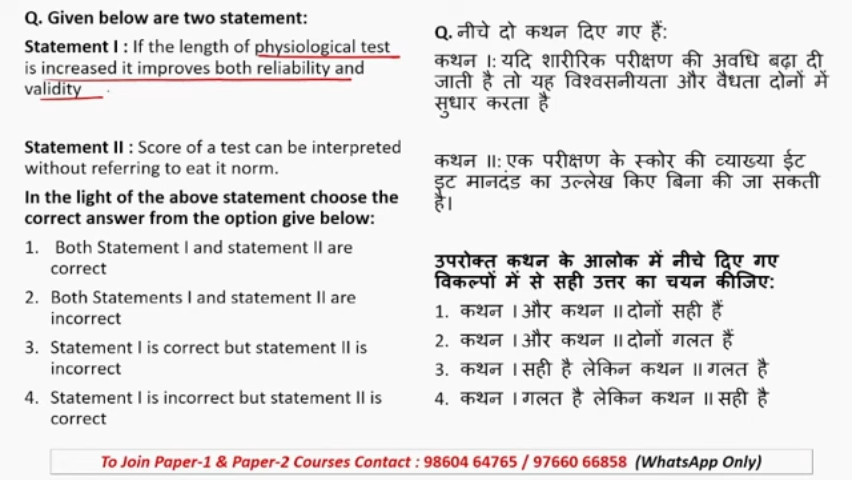 Q. Given below are two statement:
Statement I : If the length of physiological test
is increased it improves both reliability and
validity
Statement II : Score of a test can be interpreted
without referring to eat it norm.
In the light of the above statement choose the
correct answer from the option give below:
1. Both Statement I and statement II are
correct
2. Both Statements I and statement II are
incorrect
3. Statement I is correct but statement II is
incorrect
4. Statement I is incorrect but statement II is
correct
Q. नीचे दो कथन दिए गए हैं:
कथन I: यदि शारीरिक परीक्षण की अवधि बढ़ा दी
जाती है तो यह विश्वसनीयता और वैधता दोनों में
सुधार करता है
कथन II: एक परीक्षण के स्कोर की व्याख्या ईट
इट मानदंड का उल्लेख किए बिना की जा सकती
है।
उपरोक्त कथन के आलोक में नीचे दिए गए
विकल्पों में से सही उत्तर का चयन कीजिए:
1. कथन I और कथन II दोनों सही हैं
2. कथन I और कथन II दोनों गलत हैं
3. कथन I सही है लेकिन कथन II गलत है
4. कथन I गलत है लेकिन कथन II सही है
To Join Paper-1 & Paper-2 Courses Contact : 98604 64765 / 97660 66858 (WhatsApp Only)